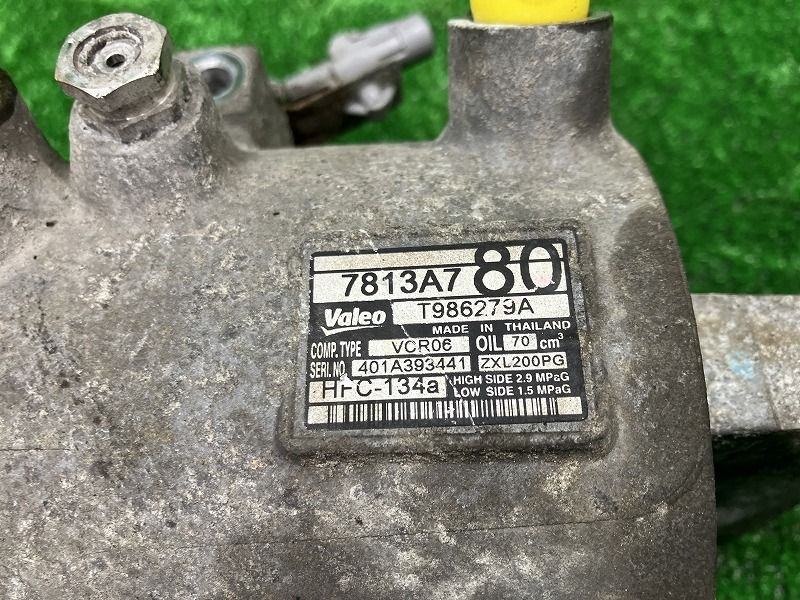 7813A7 80
Valeo T986279A
MADE IN THAILAND
COMP. TYPE VCR06 OIL 70 cm³
SERI. NO. 401A393441 ZXL200PG
HFC-134a HIGH SIDE 2.9 MPaG
LOW SIDE 1.5 MPaG